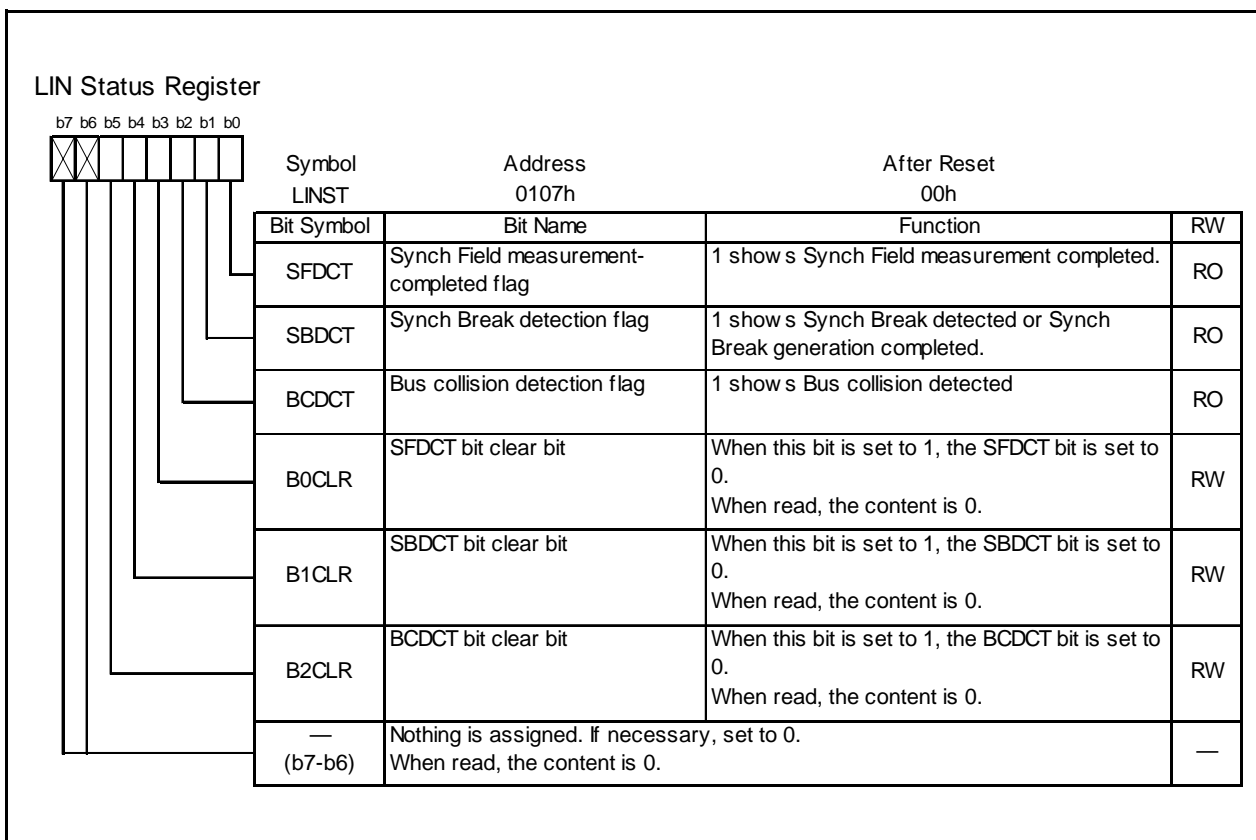 LIN Status Register
b7 b6 b5 b4 b3 b2 b1 b0
Symbol Address After Reset
LINST 0107h 00h
Bit Symbol Bit Name Function RW
SFDCT
Synch Field measurement-
completed flag
1 shows Synch Field measurement completed.
RO
SBDCT
Synch Break detection flag
1 shows Synch Break detected or Synch
Break generation completed.
RO
BCDCT
Bus collision detection flag
1 shows Bus collision detected
RO
B0CLR
SFDCT bit clear bit
When this bit is set to 1, the SFDCT bit is set to
0.
When read, the content is 0.
RW
B1CLR
SBDCT bit clear bit
When this bit is set to 1, the SBDCT bit is set to
0.
When read, the content is 0.
RW
B2CLR
BCDCT bit clear bit
When this bit is set to 1, the BCDCT bit is set to
0.
When read, the content is 0.
RW
—
(b7-b6)
Nothing is assigned. If necessary, set to 0.
When read, the content is 0.
—